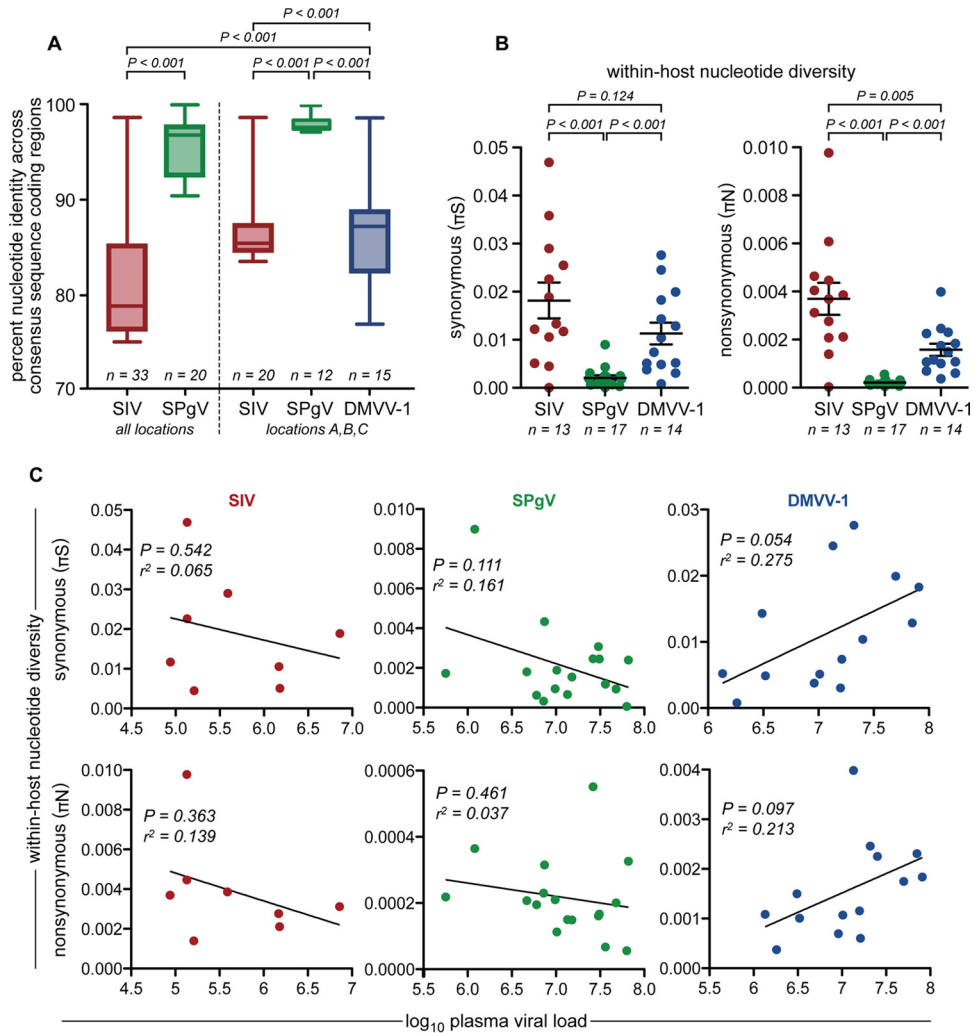 A
P < 0.001
P < 0.001
P < 0.001
P < 0.001
P < 0.001
percent nucleotide identity across
consensus sequence coding regions
100
90
80
70
n = 33
n = 20
n = 20
n = 12
n = 15
SIV
SPgV
SIV
SPgV
DMVV-1
all locations
locations A,B,C
B
within-host nucleotide diversity
P = 0.124
P < 0.001
P < 0.001
synonymous (πS)
0.05
0.04
0.03
0.02
0.01
0.00
SIV
SPgV
DMVV-1
n = 13
n = 17
n = 14
P = 0.005
P < 0.001
P < 0.001
nonsynonymous (πN)
0.010
0.008
0.006
0.004
0.002
0.000
SIV
SPgV
DMVV-1
n = 13
n = 17
n = 14
C
within-host nucleotide diversity
synonymous (πS)
SIV
0.05
0.04
0.03
0.02
0.01
0.00
P = 0.542
r² = 0.065
4.5
5
5.5
6
6.5
7
SPgV
0.010
0.008
0.006
0.004
0.002
0.000
P = 0.111
r² = 0.161
5.5
6.0
6.5
7.0
7.5
8.0
DMVV-1
0.03
0.02
0.01
0.00
P = 0.054
r² = 0.275
6
6.5
7
7.5
8
nonsynonymous (πN)
0.010
0.008
0.006
0.004
0.002
0.000
P = 0.363
r² = 0.139
4.5
5
5.5
6
6.5
7
0.0006
0.0004
0.0002
0.0000
P = 0.461
r² = 0.037
5.5
6.0
6.5
7.0
7.5
8.0
0.004
0.003
0.002
0.001
0.000
P = 0.097
r² = 0.213
5.5
6
6.5
7
7.5
8
log₁₀ plasma viral load